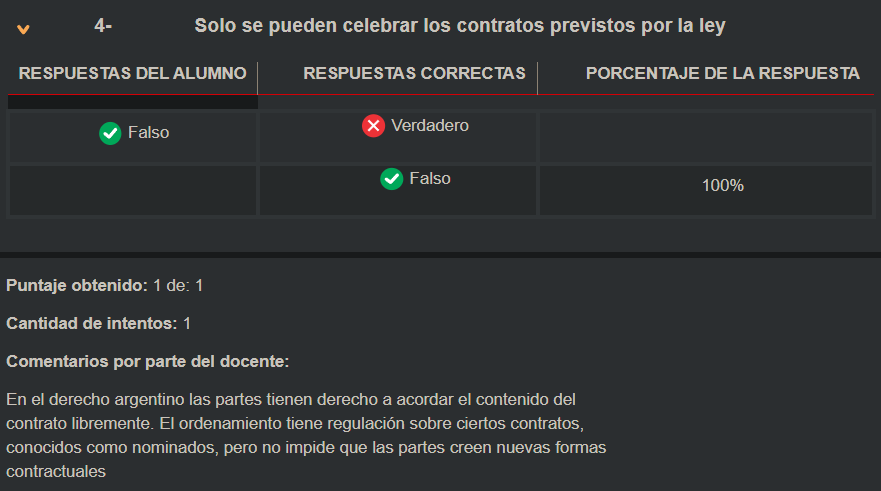 4- Solo se pueden celebrar los contratos previstos por la ley
RESPUESTAS DEL ALUMNO RESPUESTAS CORRECTAS PORCENTAJE DE LA RESPUESTA
Falso Verdadero
Falso 100%
Puntaje obtenido: 1 de: 1
Cantidad de intentos: 1
Comentarios por parte del docente:
En el derecho argentino las partes tienen derecho a acordar el contenido del
contrato libremente. El ordenamiento tiene regulación sobre ciertos contratos,
conocidos como nominados, pero no impide que las partes creen nuevas formas
contractuales